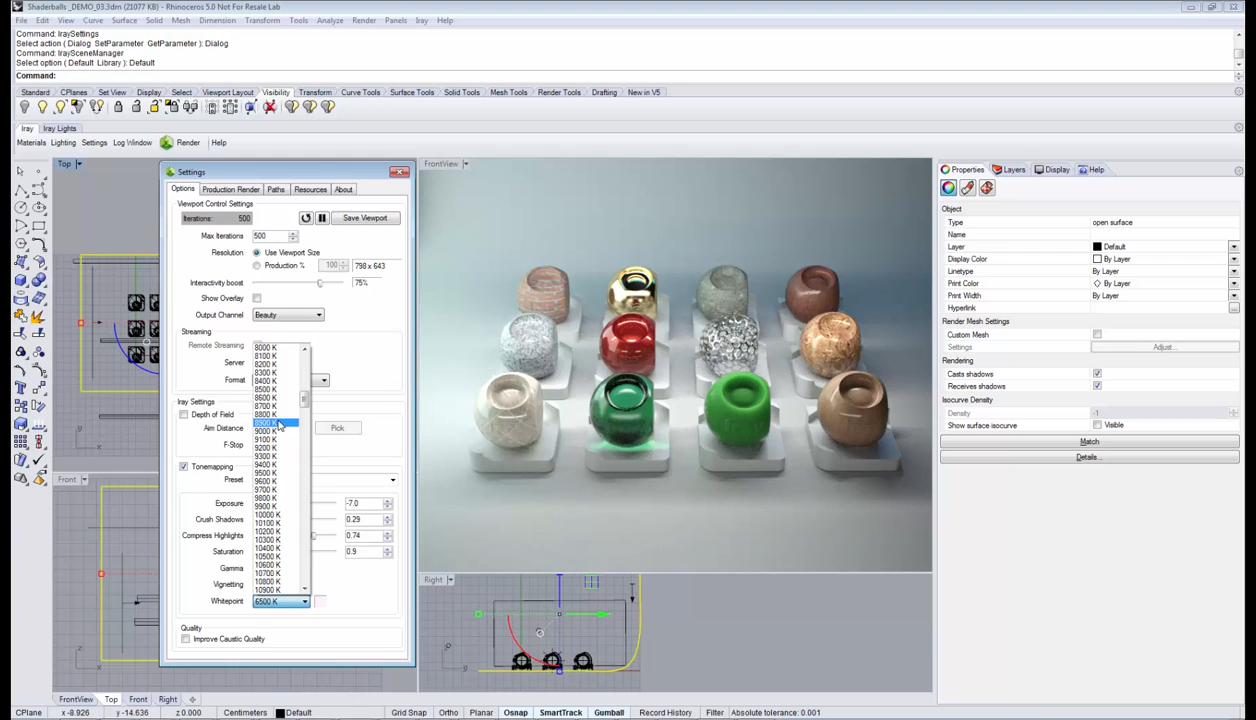 Shaderballs _DEMO_03.3dm (21077 KB) - Rhinoceros 5.0 Not For Resale Lab
File Edit View Curve Surface Solid Mesh Dimension Transform Tools Analyze Render Panels Iray Help
Command: IraySettings
Select action ( Dialog SetParameter GetParameter ): Dialog
Command: IraySceneManager
Select option ( Default Library ): Default
Command:
Standard CPlanes Set View Display Select Viewport Layout Visibility Transform Curve Tools Surface Tools Solid Tools Mesh Tools Render Tools Drafting New in V5
Iray Iray Lights
Materials Lighting Settings Log Window Render Help
Top
Settings
Options Production Render Paths Resources About
Viewport Control Settings
Iterations: 500
Save Viewport
Max Iterations 500
Resolution Use Viewport Size
Production % 100 798 x 643
Interactivity boost 75%
Show Overlay
Output Channel Beauty
Streaming
Remote Streaming
Server
Format
Iray Settings
Depth of Field
Aim Distance Pick
F-Stop
Tonemapping
Preset
Exposure -7.0
Crush Shadows 0.29
Compress Highlights 0.74
Saturation 0.9
Gamma
Vignetting
Whitepoint 6500 K
Quality
Improve Caustic Quality
8000 K
8100 K
8200 K
8300 K
8400 K
8500 K
8600 K
8700 K
8800 K
8900 K
9000 K
9100 K
9200 K
9300 K
9400 K
9500 K
9600 K
9700 K
9800 K
9900 K
10000 K
10100 K
10200 K
10300 K
10400 K
10500 K
10600 K
10700 K
10800 K
10900 K
FrontView
Front
Right
Properties Layers Display Help
Object
Type open surface
Name
Layer Default
Display Color By Layer
Linetype By Layer
Print Color By Layer
Print Width By Layer
Hyperlink
Render Mesh Settings
Custom Mesh
Settings Adjust...
Rendering
Casts shadows
Receives shadows
Isocurve Density
Density -1
Show surface isocurve Visible
Match
Details...
y
x
z
x
z
y
FrontView Top Front Right
CPlane x -8.926 y -14.636 z 0.000 Centimeters Default Grid Snap Ortho Planar Osnap SmartTrack Gumball Record History Filter Absolute tolerance: 0.001